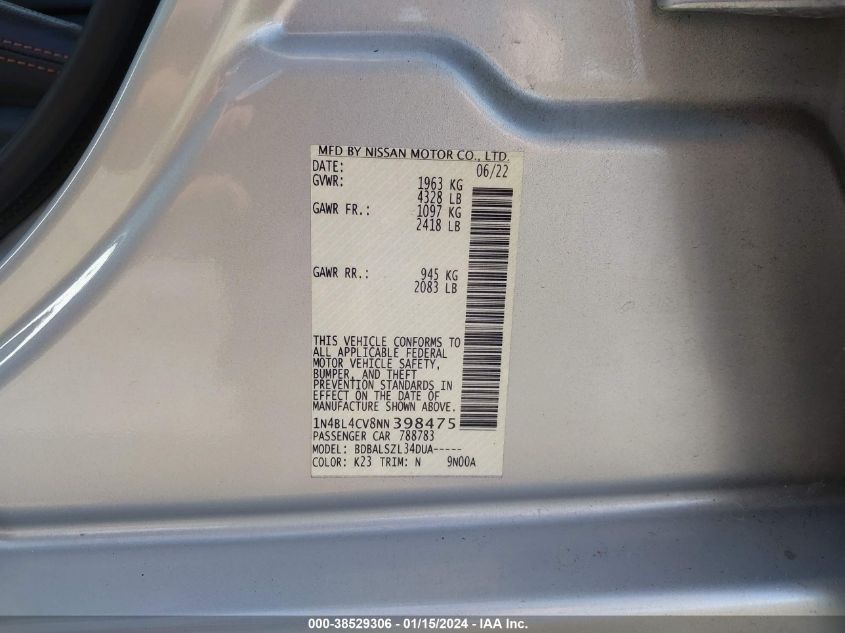 MFD BY NISSAN MOTOR CO., LTD.
DATE: 06/22
GVWR: 1963 KG
4328 LB
GAWR FR.: 1097 KG
2418 LB
GAWR RR.: 945 KG
2083 LB
THIS VEHICLE CONFORMS TO
ALL APPLICABLE FEDERAL
MOTOR VEHICLE SAFETY,
BUMPER, AND THEFT
PREVENTION STANDARDS IN
EFFECT ON THE DATE OF
MANUFACTURE SHOWN ABOVE.
1N4BL4CV8NN398475
PASSENGER CAR 788783
MODEL: BDBALSZL34DUA-----
COLOR: K23 TRIM: N 9N00A
000-38529306 - 01/15/2024 - IAA Inc.